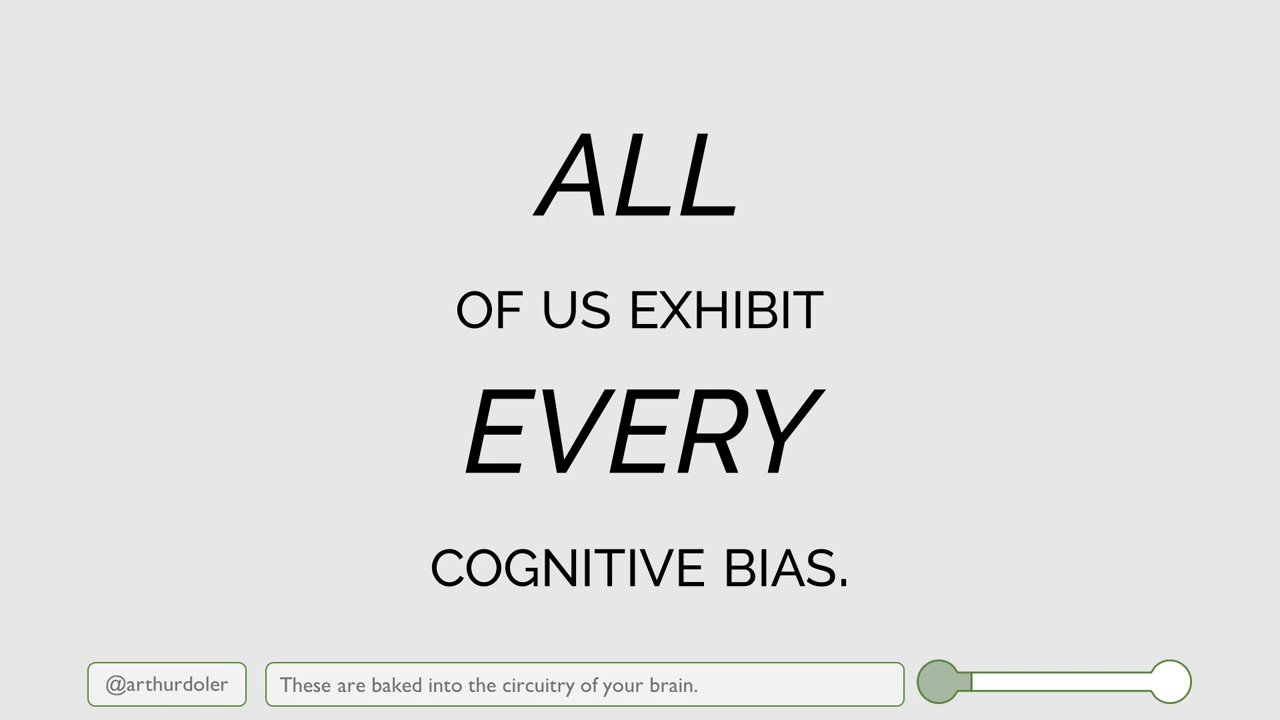 ALL
OF US EXHIBIT
EVERY
COGNITIVE BIAS.
@arthurdoler
These are baked into the circuitry of your brain.